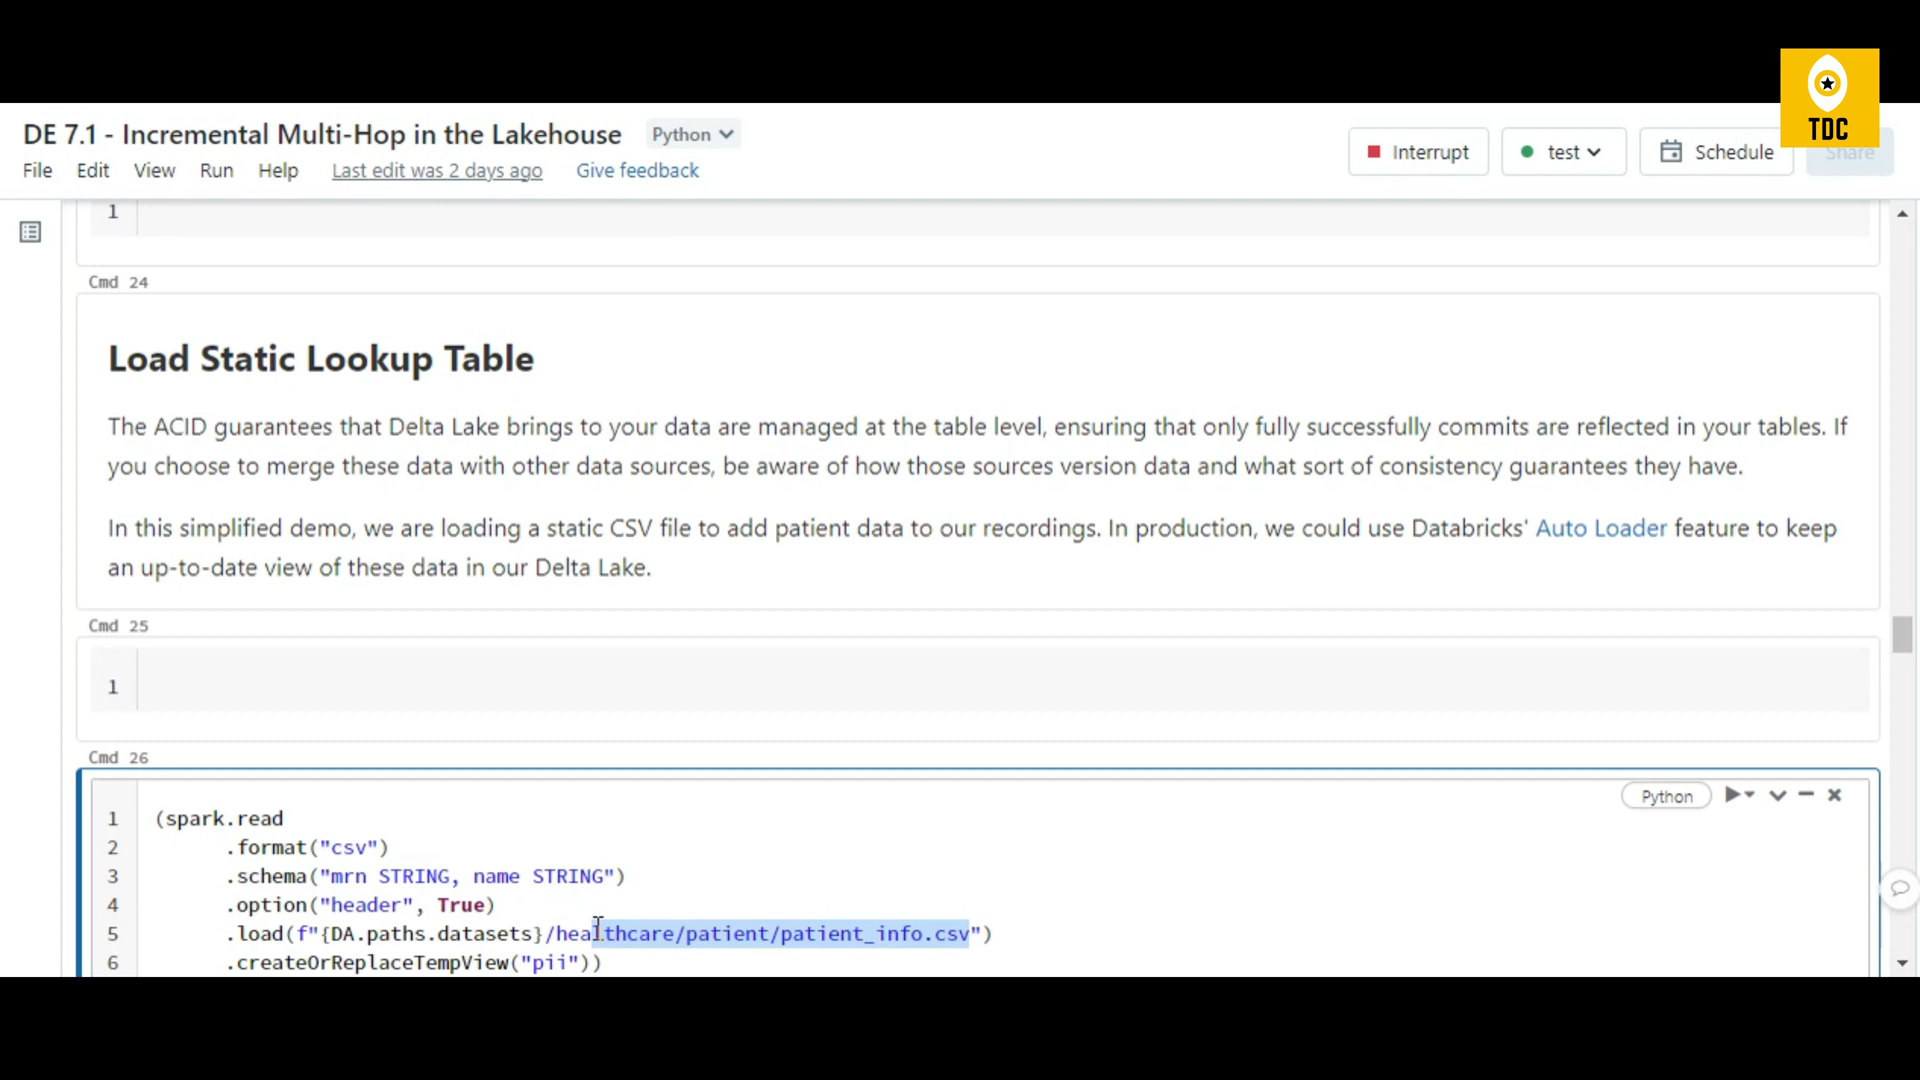 TDC
DE 7.1 - Incremental Multi-Hop in the Lakehouse Python
Interrupt test Schedule Share
File Edit View Run Help Last edit was 2 days ago Give feedback
1
Cmd 24
Load Static Lookup Table
The ACID guarantees that Delta Lake brings to your data are managed at the table level, ensuring that only fully successfully commits are reflected in your tables. If
you choose to merge these data with other data sources, be aware of how those sources version data and what sort of consistency guarantees they have.
In this simplified demo, we are loading a static CSV file to add patient data to our recordings. In production, we could use Databricks' Auto Loader feature to keep
an up-to-date view of these data in our Delta Lake.
Cmd 25
1
Cmd 26
Python
1 (spark.read
2 .format("csv")
3 .schema("mrn STRING, name STRING")
4 .option("header", True)
5 .load(f"{DA.paths.datasets}/healthcare/patient/patient_info.csv")
6 .createOrReplaceTempView("pii"))